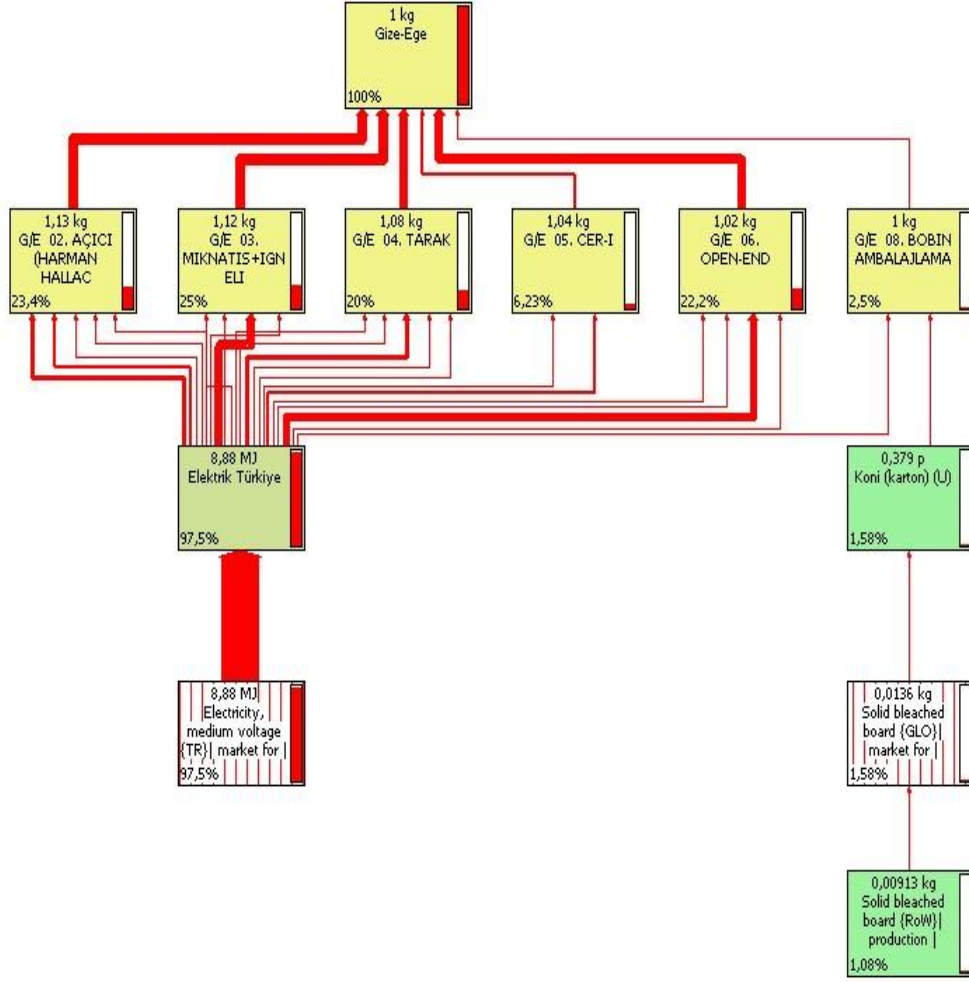 1 kg
Gize-Ege
100%
1,13 kg
G/E 02. AÇICI
(HARMAN
HALLAC
23,4%
1,12 kg
G/E 03.
MIKNATIS+IGN
ELI
25%
1,08 kg
G/E 04. TARAK
20%
1,04 kg
G/E 05. CER-I
6,23%
1,02 kg
G/E 06.
OPEN-END
22,2%
1 kg
G/E 08. BOBIN
AMBALAJLAMA
2,5%
8,88 MJ
Elektrik Türkiye
97,5%
0,379 p
Koni (karton) (U)
1,58%
8,88 MJ
Electricity,
medium voltage
{TR}| market for |
97,5%
0,0136 kg
Solid bleached
board {GLO}|
market for |
1,58%
0,00913 kg
Solid bleached
board {RoW}|
production |
1,08%